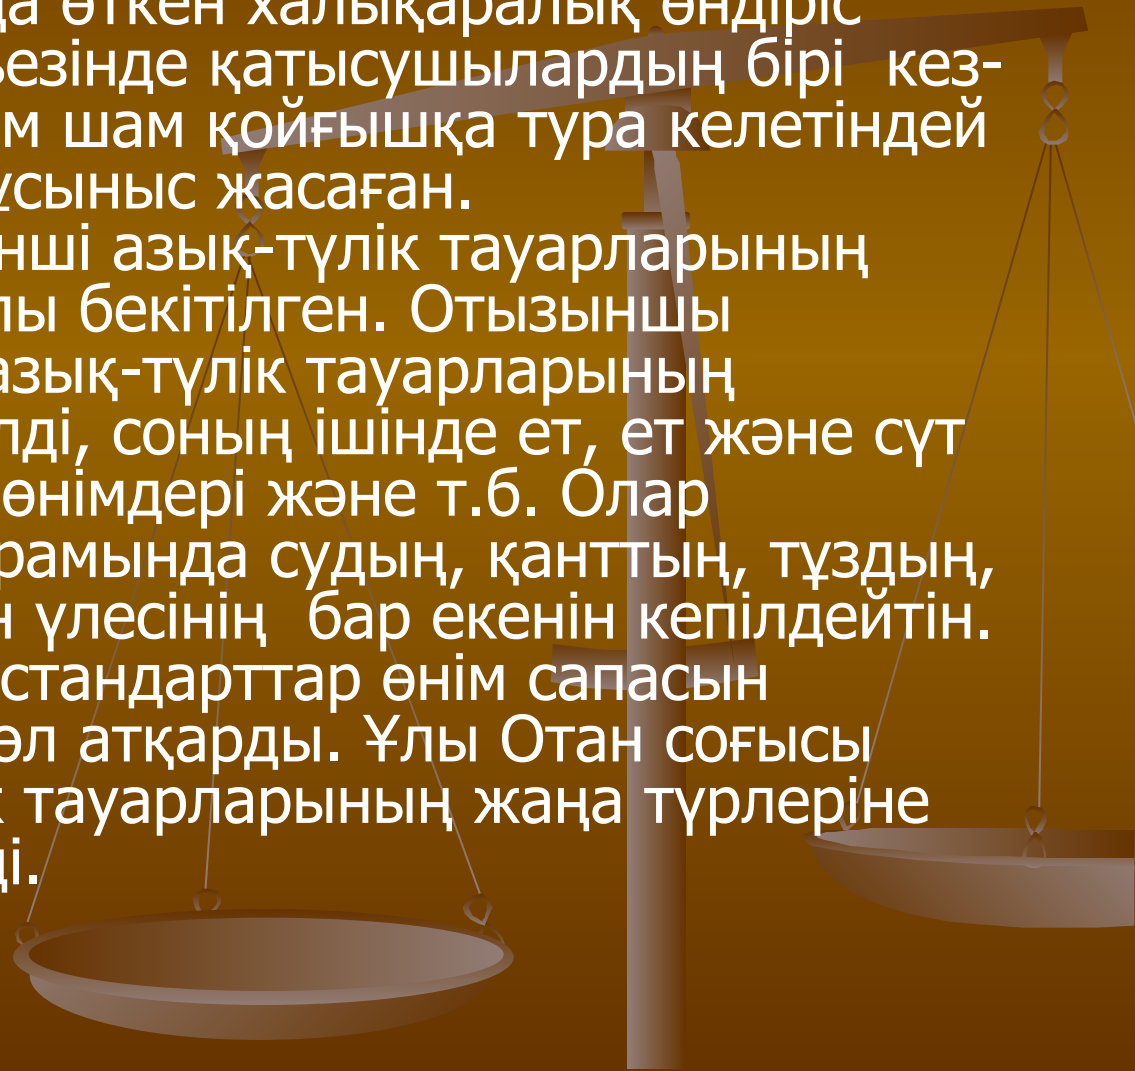 да өткен халықаралық өндіріс
ьезінде қатысушылардың бірі кез-
м шам қойғышқа тура келетіндей
ұсыныс жасаған.
нші азық-түлік тауарларының
лы бекітілген. Отызыншы
азық-түлік тауарларының
лді, соның ішінде ет, ет және сүт
өнімдері және т.б. Олар
рамында судың, қанттың, тұздың,
н үлесінің бар екенін кепілдейтін.
стандарттар өнім сапасын
өл атқарды. Ұлы Отан соғысы
к тауарларының жаңа түрлеріне
ді.